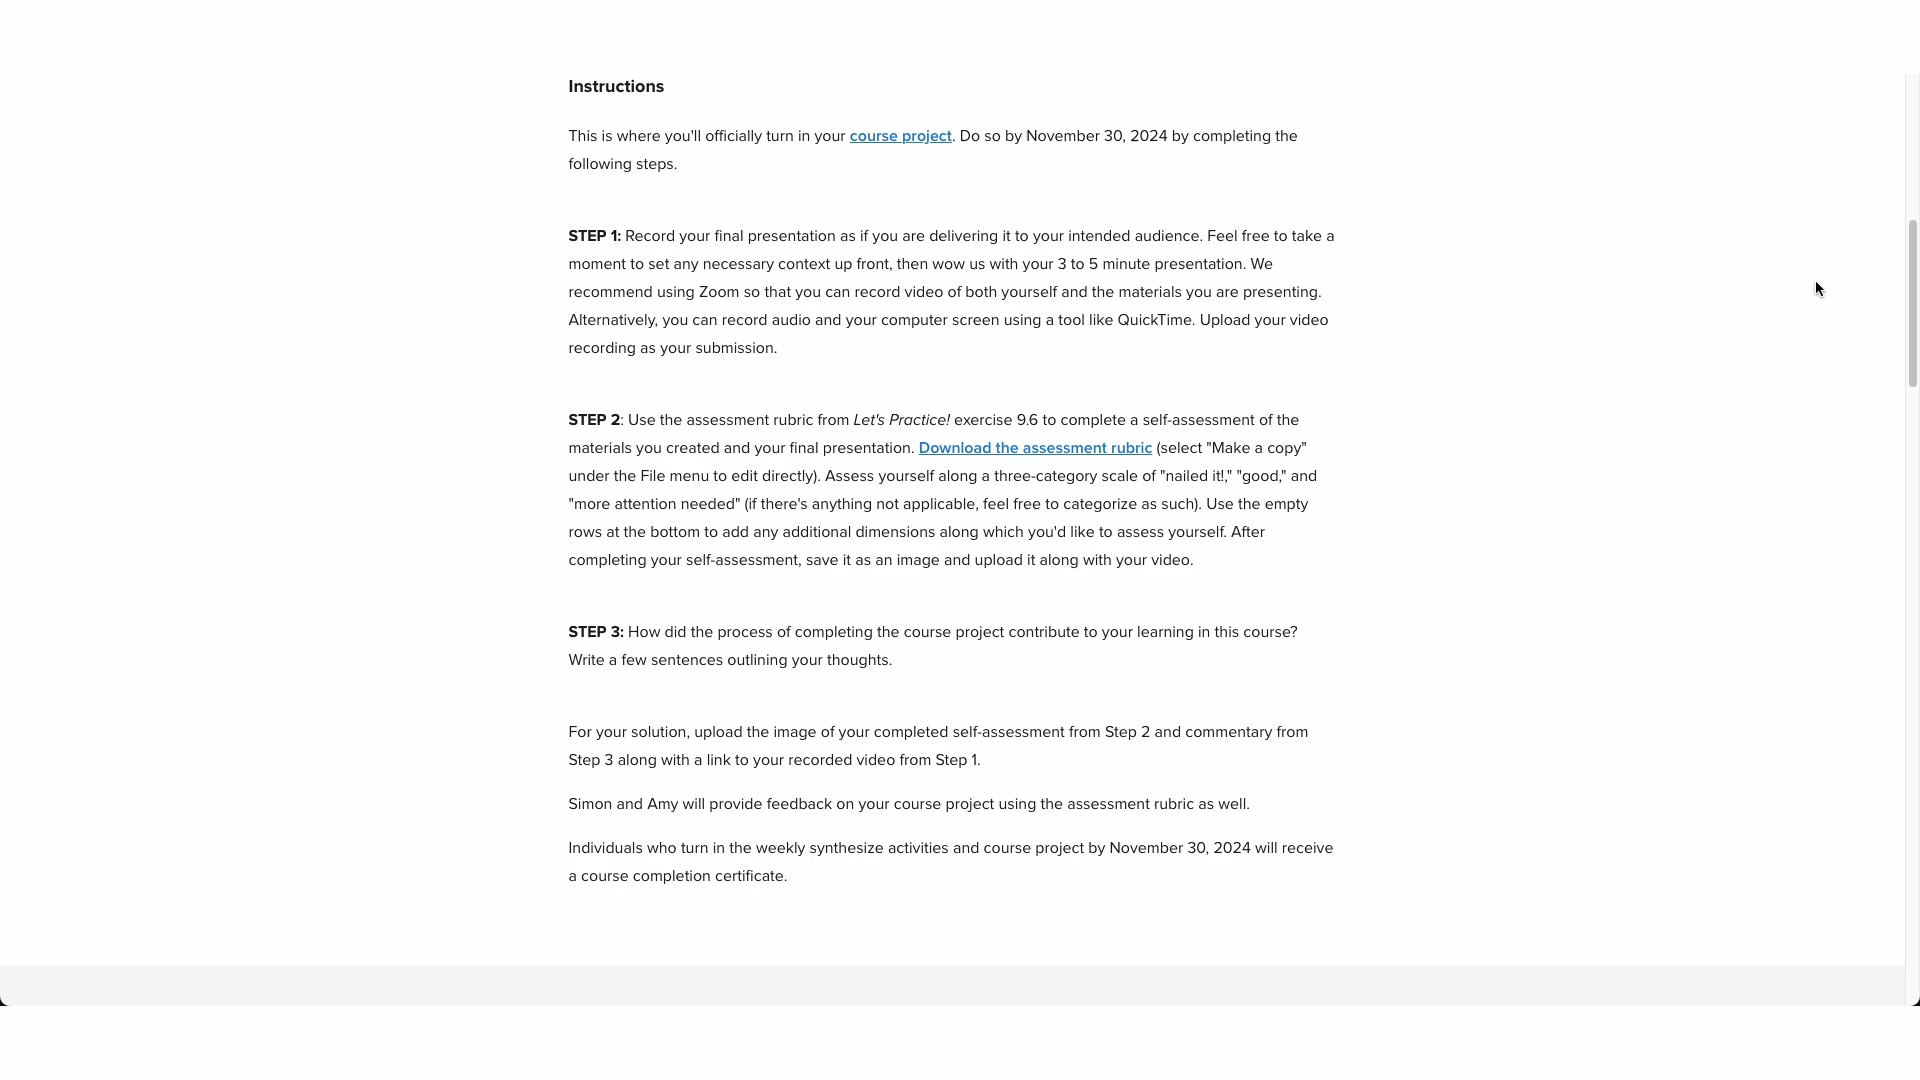 Instructions
This is where you'll officially turn in your course project. Do so by November 30, 2024 by completing the
following steps.
STEP 1: Record your final presentation as if you are delivering it to your intended audience. Feel free to take a
moment to set any necessary context up front, then wow us with your 3 to 5 minute presentation. We
recommend using Zoom so that you can record video of both yourself and the materials you are presenting.
Alternatively, you can record audio and your computer screen using a tool like QuickTime. Upload your video
recording as your submission.
STEP 2: Use the assessment rubric from Let's Practice! exercise 9.6 to complete a self-assessment of the
materials you created and your final presentation. Download the assessment rubric (select "Make a copy"
under the File menu to edit directly). Assess yourself along a three-category scale of "nailed it!," "good," and
"more attention needed" (if there's anything not applicable, feel free to categorize as such). Use the empty
rows at the bottom to add any additional dimensions along which you'd like to assess yourself. After
completing your self-assessment, save it as an image and upload it along with your video.
STEP 3: How did the process of completing the course project contribute to your learning in this course?
Write a few sentences outlining your thoughts.
For your solution, upload the image of your completed self-assessment from Step 2 and commentary from
Step 3 along with a link to your recorded video from Step 1.
Simon and Amy will provide feedback on your course project using the assessment rubric as well.
Individuals who turn in the weekly synthesize activities and course project by November 30, 2024 will receive
a course completion certificate.